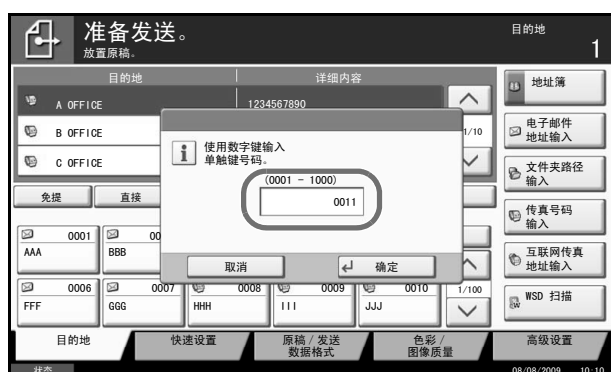 准备发送。
放置原稿。
目的地
1
目的地
详细内容
A OFFICE
1234567890
B OFFICE
C OFFICE
1/10
使用数字键输入
单触键号码。
(0001 - 1000)
0011
取消
确定
免提
直接
0001
AAA
BBB
0006
FFF
0007
GGG
0008
HHH
0009
III
0010
JJJ
1/100
地址簿
电子邮件
地址输入
文件夹路径
输入
传真号码
输入
互联网传真
地址输入
WSD 扫描
目的地
快速设置
原稿 / 发送
数据格式
色彩 /
图像质量
高级设置
状态
08/08/2009 10:10